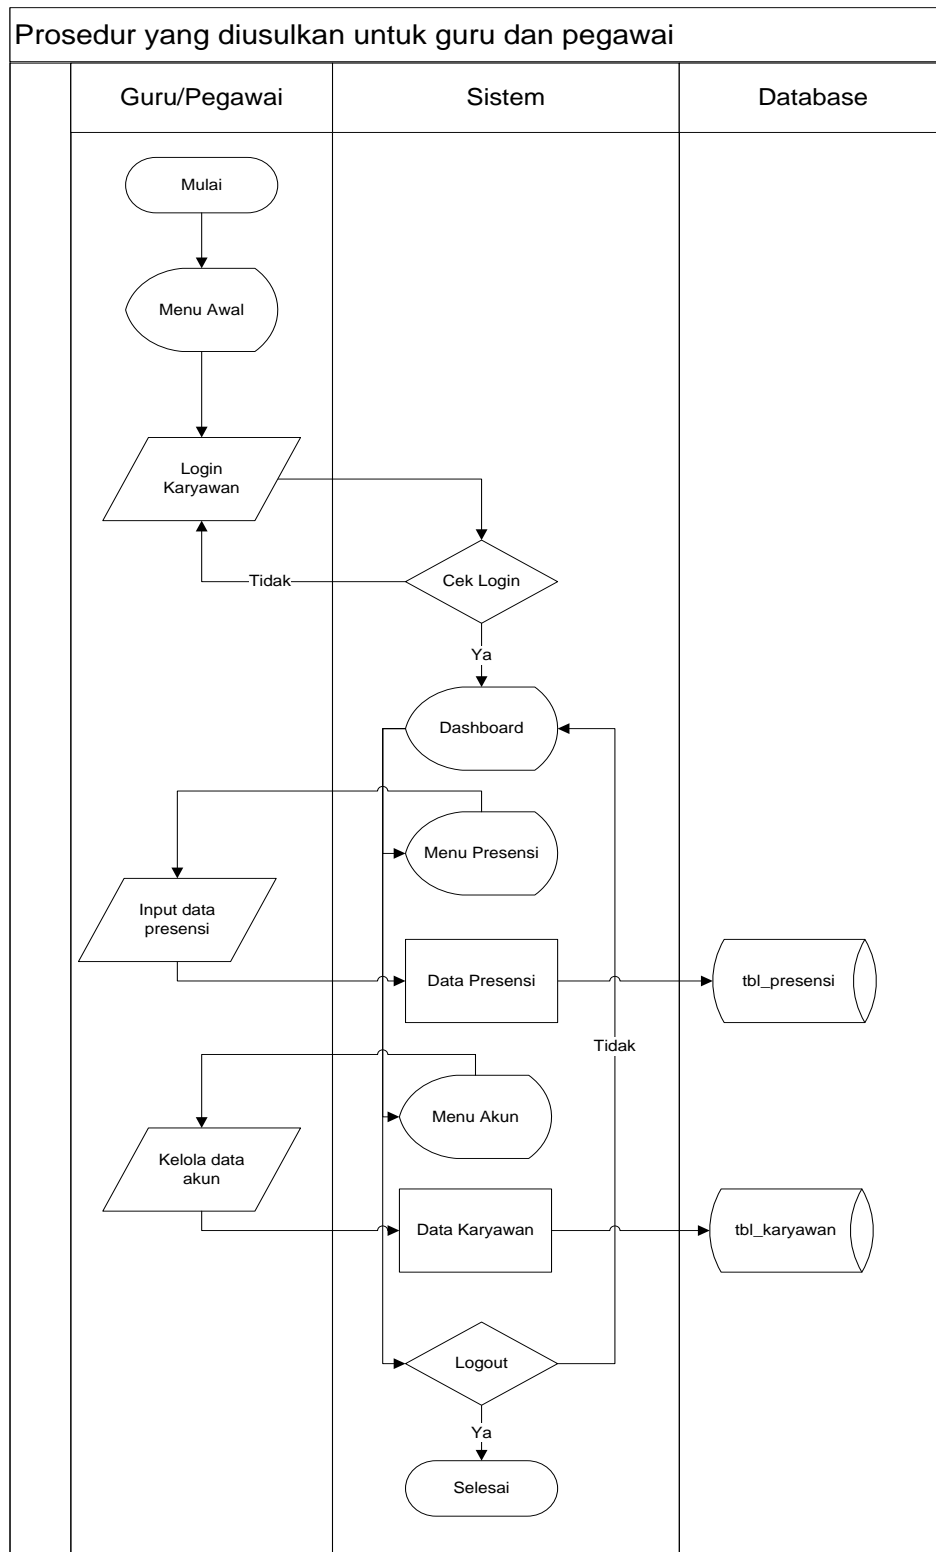 Prosedur yang diusulkan untuk guru dan pegawai
Guru/Pegawai
Sistem
Database
Mulai
Menu Awal
Login
Karyawan
Cek Login
Tidak
Ya
Dashboard
Menu Presensi
Input data
presensi
Data Presensi
tbl_presensi
Tidak
Menu Akun
Kelola data
akun
Data Karyawan
tbl_karyawan
Logout
Ya
Selesai